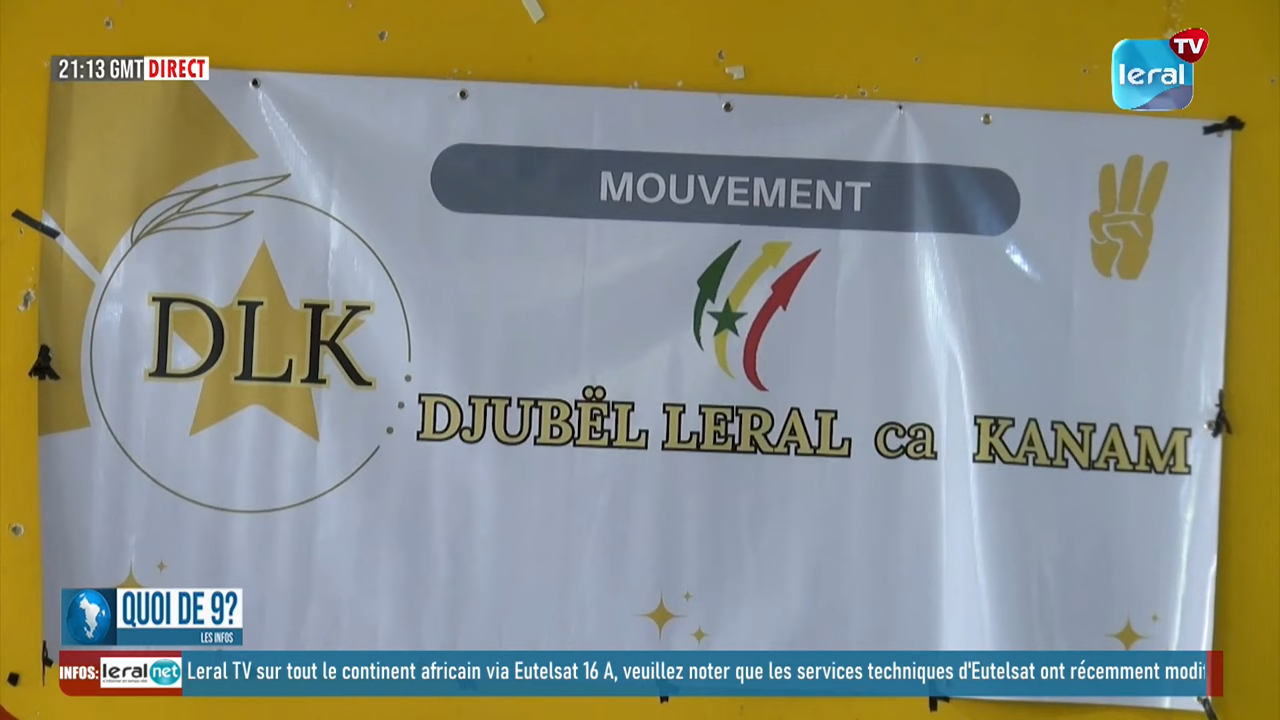 21:13 GMT DIRECT
leral TV
MOUVEMENT
DLK
DJUBËL LERAL ca KANAM
QUOI DE 9?
LES INFOS
INFOS: leral net Leral TV sur tout le continent africain via Eutelsat 16 A, veuillez noter que les services techniques d'Eutelsat ont récemment modi